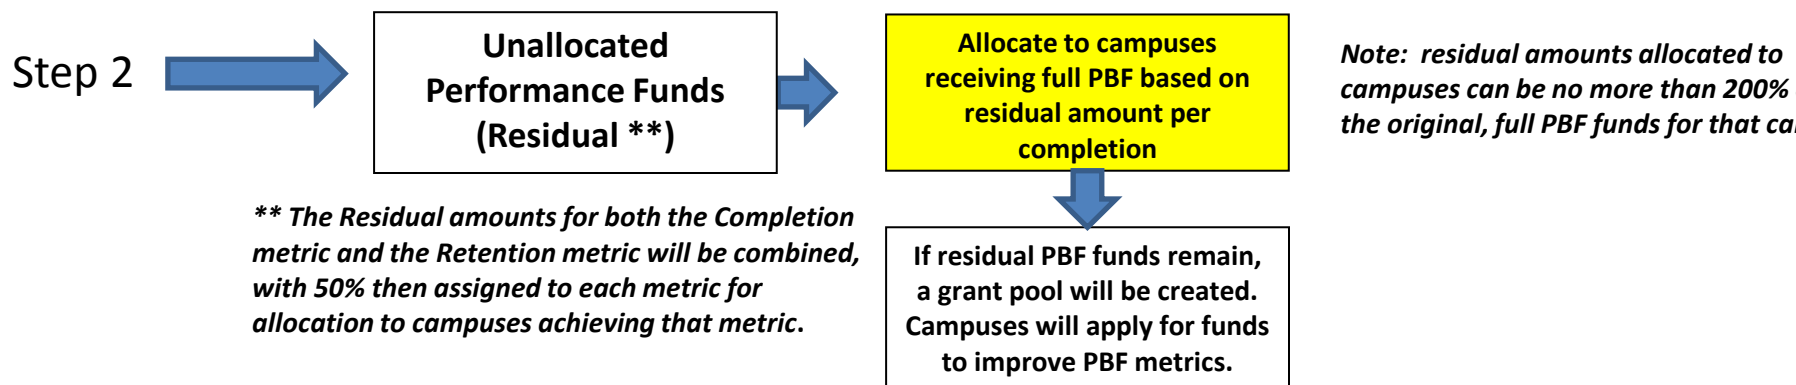 Step 2
Unallocated
Performance Funds
(Residual **)
Allocate to campuses
receiving full PBF based on
residual amount per
completion
Note:  residual amounts allocated to
campuses can be no more than 200%
the original, full PBF funds for that
** The Residual amounts for both the Completion
metric and the Retention metric will be combined,
with 50% then assigned to each metric for
allocation to campuses achieving that metric.
If residual PBF funds remain,
a grant pool will be created.
Campuses will apply for funds
to improve PBF metrics.